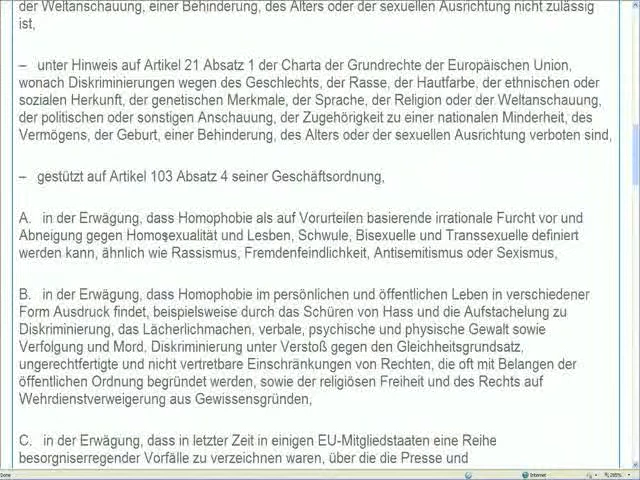 der Weltanschauung, einer Behinderung, des Alters oder der sexuellen Ausrichtung nicht zulässig
ist,
– unter Hinweis auf Artikel 21 Absatz 1 der Charta der Grundrechte der Europäischen Union,
wonach Diskriminierungen wegen des Geschlechts, der Rasse, der Hautfarbe, der ethnischen oder
sozialen Herkunft, der genetischen Merkmale, der Sprache, der Religion oder der Weltanschauung,
der politischen oder sonstigen Anschauung, der Zugehörigkeit zu einer nationalen Minderheit, des
Vermögens, der Geburt, einer Behinderung, des Alters oder der sexuellen Ausrichtung verboten sind,
– gestützt auf Artikel 103 Absatz 4 seiner Geschäftsordnung,
A. in der Erwägung, dass Homophobie als auf Vorurteilen basierende irrationale Furcht vor und
Abneigung gegen Homosexualität und Lesben, Schwule, Bisexuelle und Transsexuelle definiert
werden kann, ähnlich wie Rassismus, Fremdenfeindlichkeit, Antisemitismus oder Sexismus,
B. in der Erwägung, dass Homophobie im persönlichen und öffentlichen Leben in verschiedener
Form Ausdruck findet, beispielsweise durch das Schüren von Hass und die Aufstachelung zu
Diskriminierung, das Lächerlichmachen, verbale, psychische und physische Gewalt sowie
Verfolgung und Mord, Diskriminierung unter Verstoß gegen den Gleichheitsgrundsatz,
ungerechtfertigte und nicht vertretbare Einschränkungen von Rechten, die oft mit Belangen der
öffentlichen Ordnung begründet werden, sowie der religiösen Freiheit und des Rechts auf
Wehrdienstverweigerung aus Gewissensgründen,
C. in der Erwägung, dass in letzter Zeit in einigen EU-Mitgliedstaaten eine Reihe
besorgniserregender Vorfälle zu verzeichnen waren, über die die Presse und
Done Internet